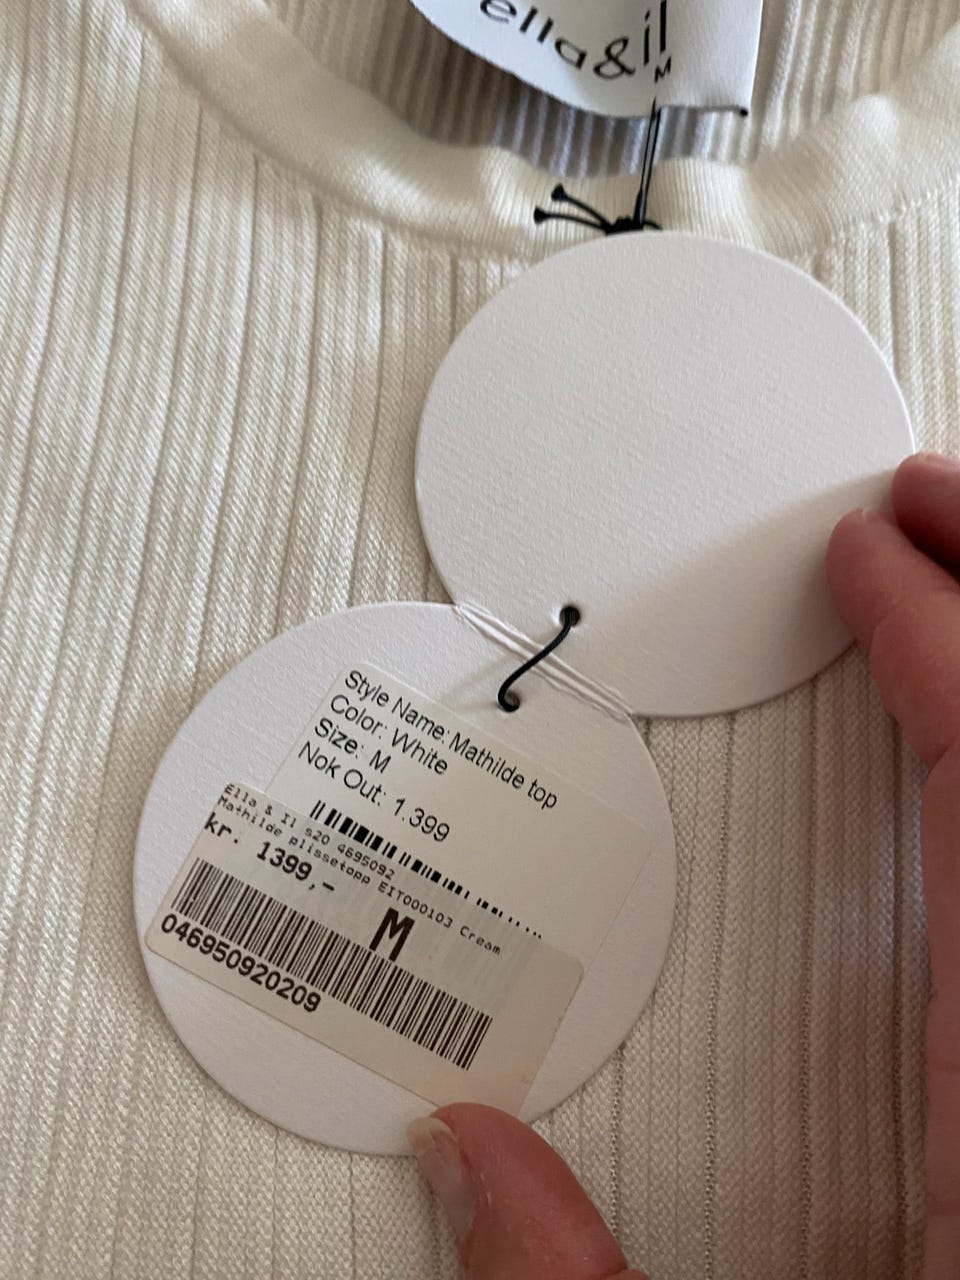 ella&il
M
Style Name: Mathilde top
Color: White
Size: M
Nok Out: 1.399
Ella & Il s20 4695092
Mathilde plissetopp EIT000103 Cream
kr. 1399,-
M
046950920209